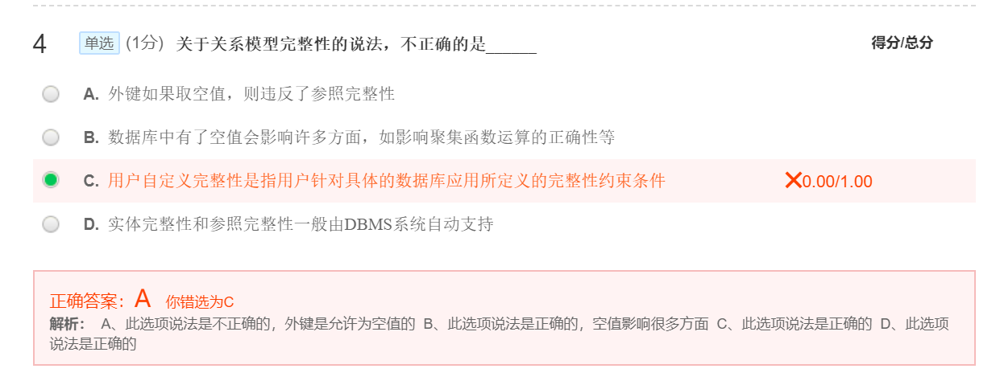 4 单选 (1分) 关于关系模型完整性的说法，不正确的是______ 得分/总分
A. 外键如果取空值，则违反了参照完整性
B. 数据库中有了空值会影响许多方面，如影响聚集函数运算的正确性等
C. 用户自定义完整性是指用户针对具体的数据库应用所定义的完整性约束条件 ×0.00/1.00
D. 实体完整性和参照完整性一般由DBMS系统自动支持
正确答案：A 你错选为C
解析： A、此选项说法是不正确的，外键是允许为空值的 B、此选项说法是正确的，空值影响很多方面 C、此选项说法是正确的 D、此选项
说法是正确的